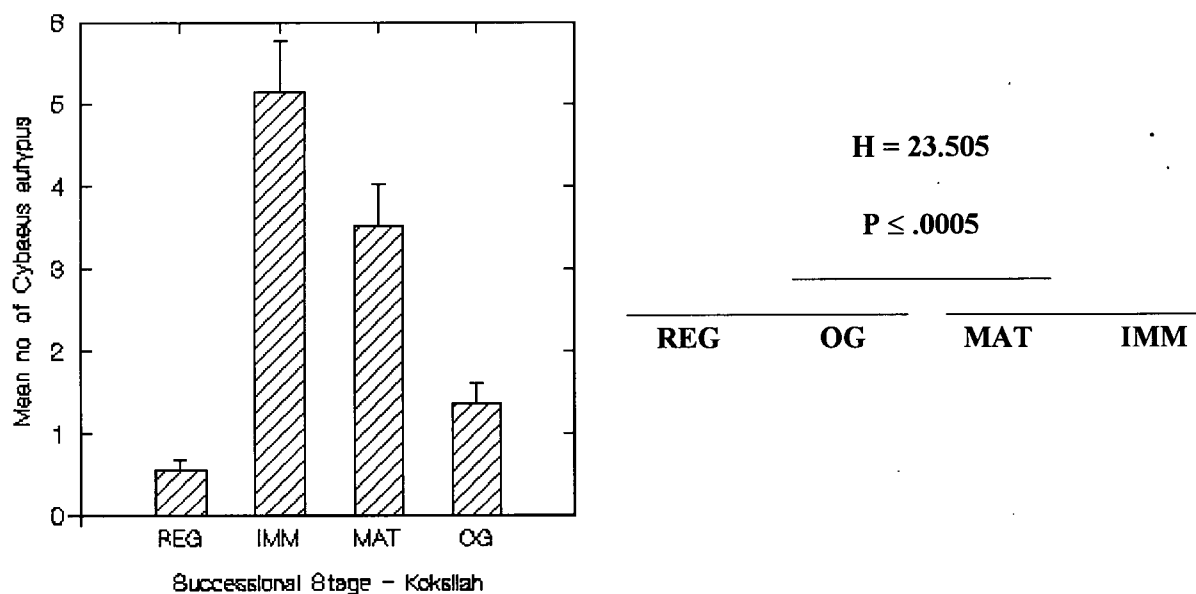 6
5
4
3
2
1
0
Mean no of Cybaeus eutypus
REG IMM MAT OG
Successional Stage - Koksilah
H = 23.505
P ≤ .0005
REG OG MAT IMM